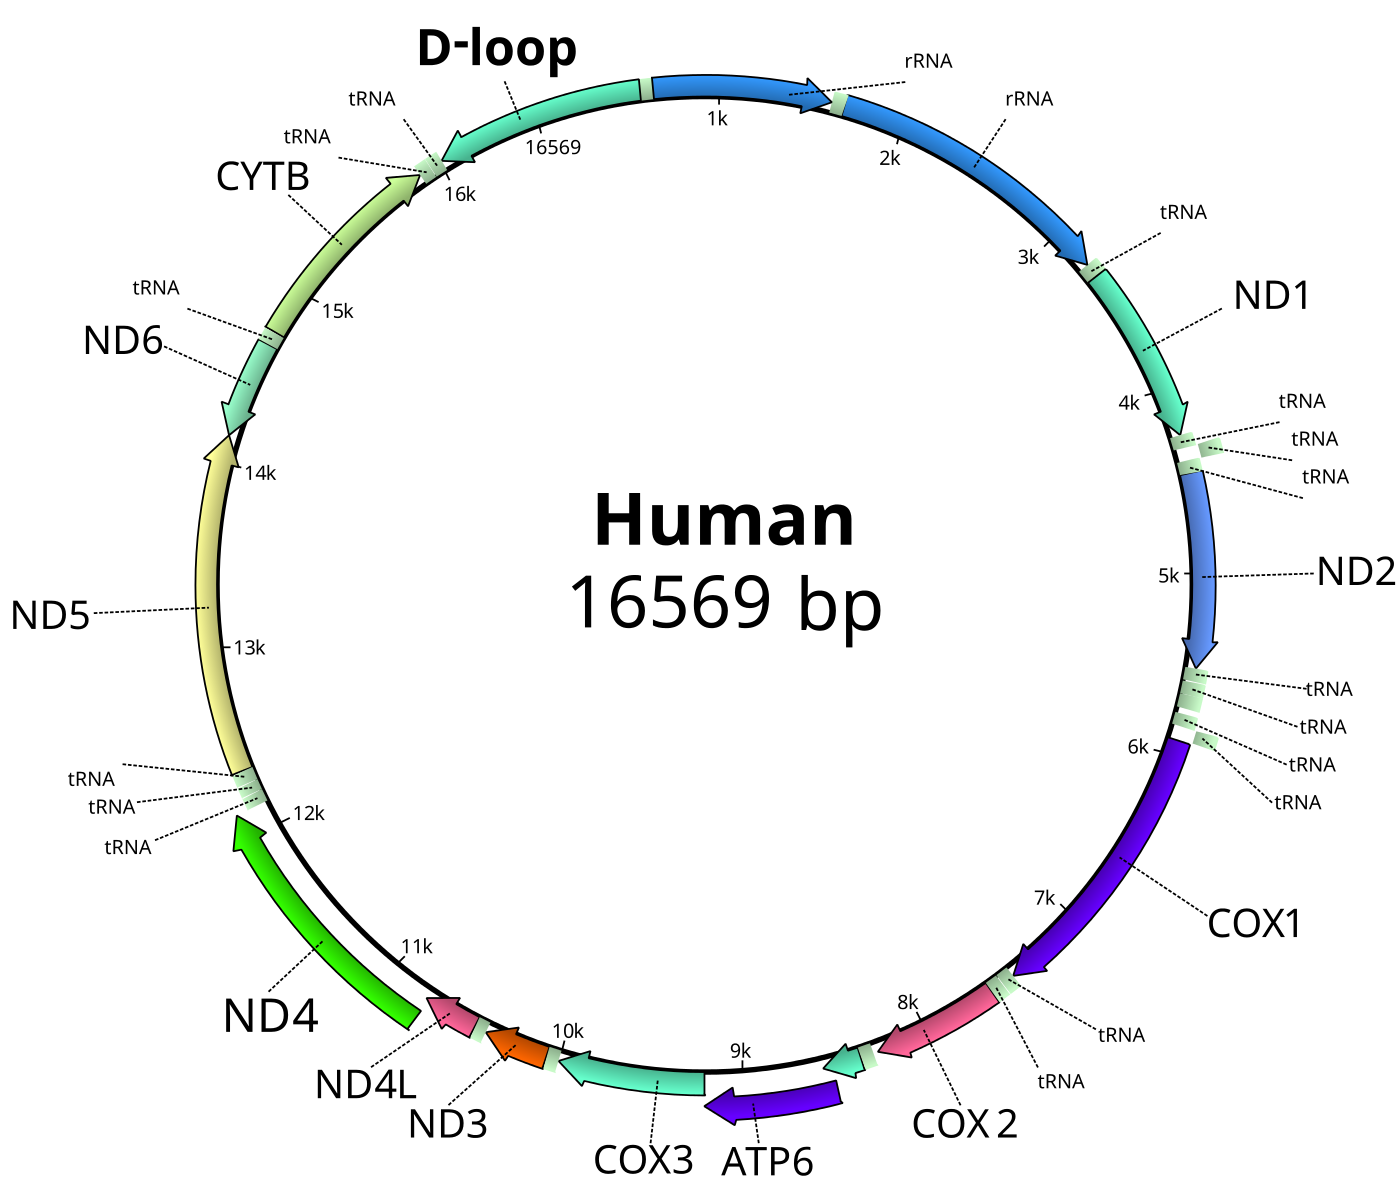 D-loop
rRNA
rRNA
tRNA
tRNA
CYTB
16569
1k
2k
16k
3k
tRNA
ND1
tRNA
ND6
15k
4k
tRNA
tRNA
tRNA
14k
Human
16569 bp
5k
ND2
ND5
13k
tRNA
tRNA
tRNA
tRNA
6k
tRNA
tRNA
tRNA
12k
7k
COX1
11k
8k
ND4
10k
9k
tRNA
tRNA
ND4L
ND3
COX3
ATP6
COX 2